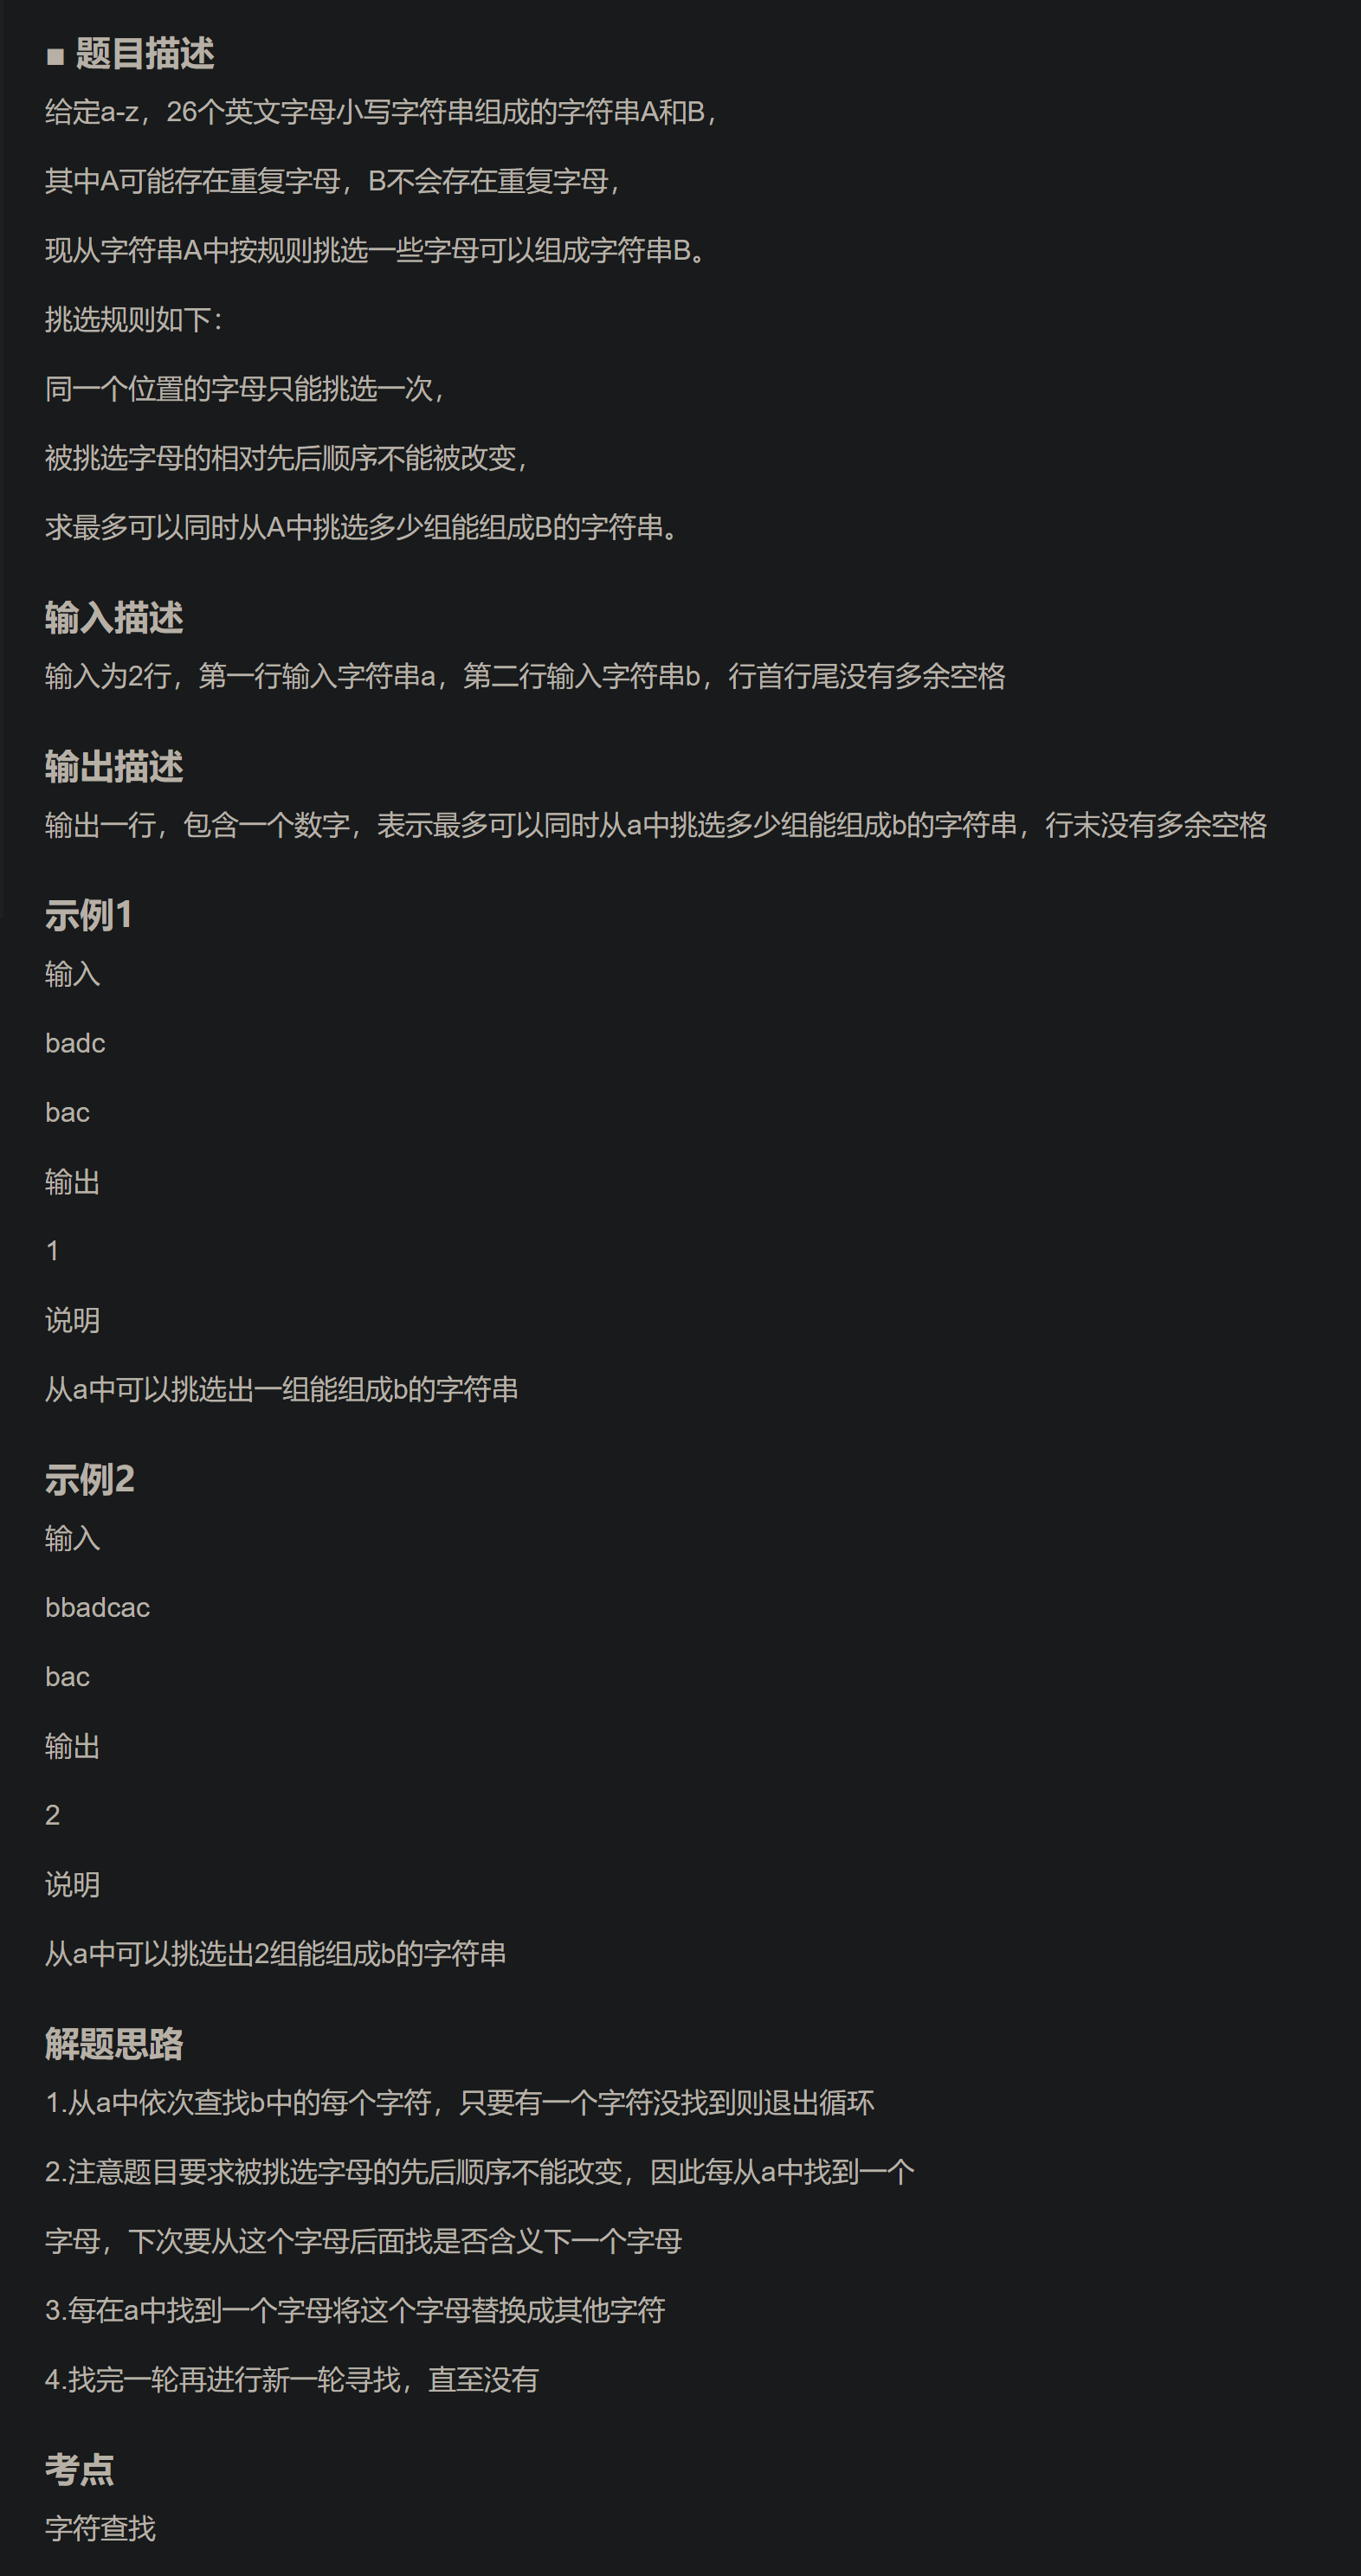 ■ 题目描述
给定a-z，26个英文字母小写字符串组成的字符串A和B，
其中A可能存在重复字母，B不会存在重复字母，
现从字符串A中按规则挑选一些字母可以组成字符串B。
挑选规则如下：
同一个位置的字母只能挑选一次，
被挑选字母的相对先后顺序不能被改变，
求最多可以同时从A中挑选多少组能组成B的字符串。
输入描述
输入为2行，第一行输入字符串a，第二行输入字符串b，行首行尾没有多余空格
输出描述
输出一行，包含一个数字，表示最多可以同时从a中挑选多少组能组成b的字符串，行末没有多余空格
示例1
输入
badc
bac
输出
1
说明
从a中可以挑选出一组能组成b的字符串
示例2
输入
bbadcac
bac
输出
2
说明
从a中可以挑选出2组能组成b的字符串
解题思路
1.从a中依次查找b中的每个字符，只要有一个字符没找到则退出循环
2.注意题目要求被挑选字母的先后顺序不能改变，因此每从a中找到一个
字母，下次要从这个字母后面找是否含义下一个字母
3.每在a中找到一个字母将这个字母替换成其他字符
4.找完一轮再进行新一轮寻找，直至没有
考点
字符查找